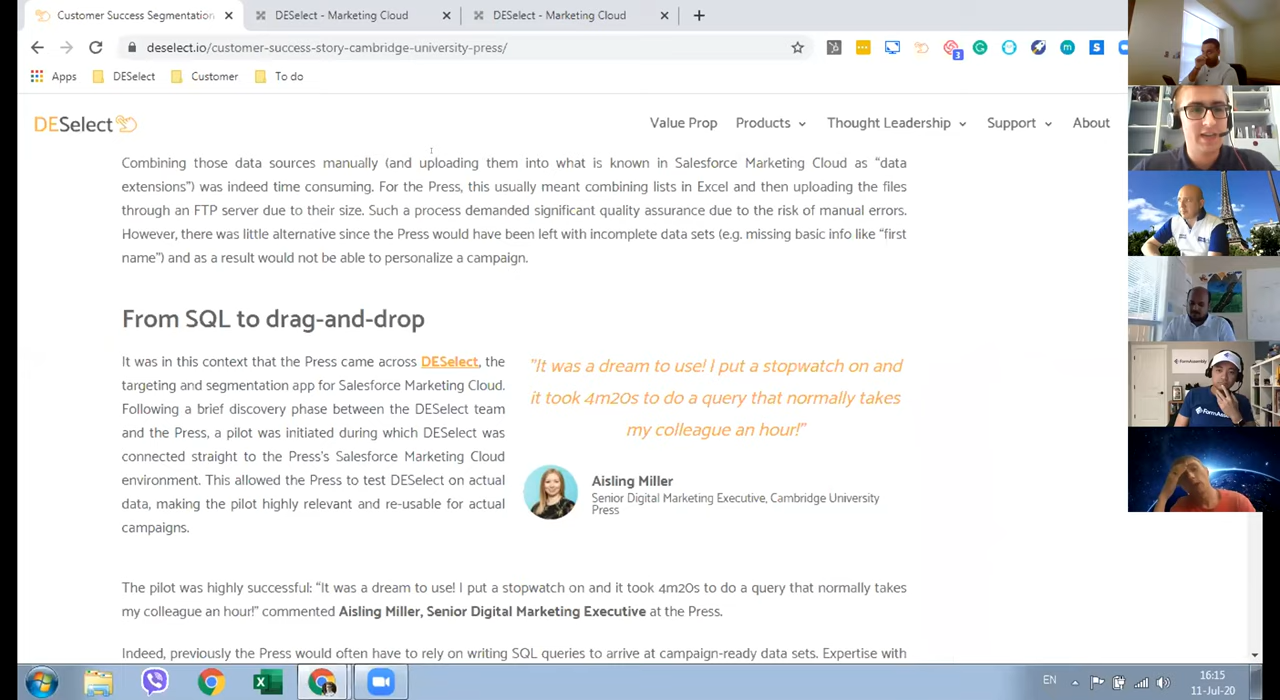 Customer Success Segmentation
DESelect - Marketing Cloud
DESelect - Marketing Cloud
deselect.io/customer-success-story-cambridge-university-press/
3
Apps
DESelect
Customer
To do
DESelect
Value Prop
Products
Thought Leadership
Support
About
Combining those data sources manually (and uploading them into what is known in Salesforce Marketing Cloud as “data
extensions”) was indeed time consuming. For the Press, this usually meant combining lists in Excel and then uploading the files
through an FTP server due to their size. Such a process demanded significant quality assurance due to the risk of manual errors.
However, there was little alternative since the Press would have been left with incomplete data sets (e.g. missing basic info like “first
name”) and as a result would not be able to personalize a campaign.
From SQL to drag-and-drop
It was in this context that the Press came across DESelect, the
targeting and segmentation app for Salesforce Marketing Cloud.
Following a brief discovery phase between the DESelect team
and the Press, a pilot was initiated during which DESelect was
connected straight to the Press's Salesforce Marketing Cloud
environment. This allowed the Press to test DESelect on actual
data, making the pilot highly relevant and re-usable for actual
campaigns.
"It was a dream to use! I put a stopwatch on and
it took 4m20s to do a query that normally takes
my colleague an hour!"
Aisling Miller
Senior Digital Marketing Executive, Cambridge University
Press
The pilot was highly successful: “It was a dream to use! I put a stopwatch on and it took 4m20s to do a query that normally takes
my colleague an hour!” commented Aisling Miller, Senior Digital Marketing Executive at the Press.
Indeed, previously the Press would often have to rely on writing SQL queries to arrive at campaign-ready data sets. Expertise with
EN
16:15
11-Jul-20